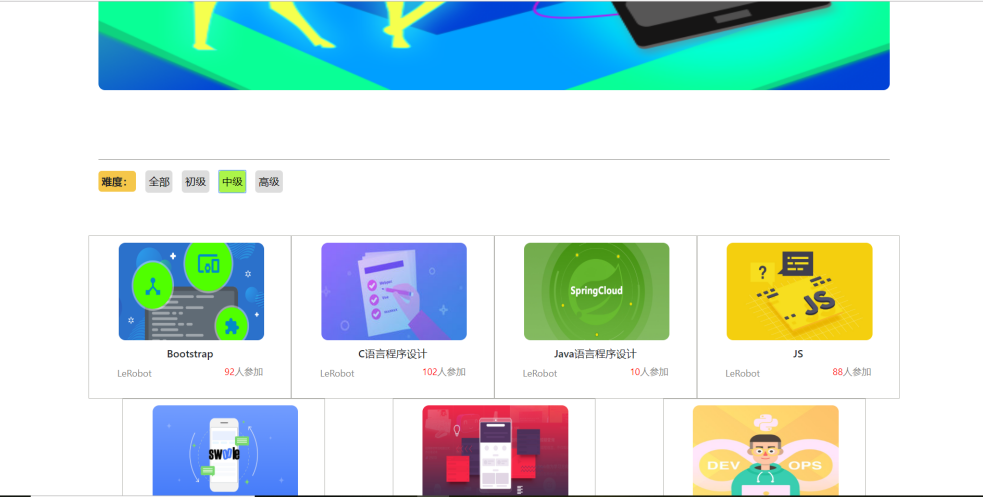 难度： 全部 初级 中级 高级
SpringCloud
? JS
Bootstrap C语言程序设计 Java语言程序设计 JS
LeRobot 92人参加 LeRobot 102人参加 LeRobot 10人参加 LeRobot 88人参加
swoole
DEV OPS